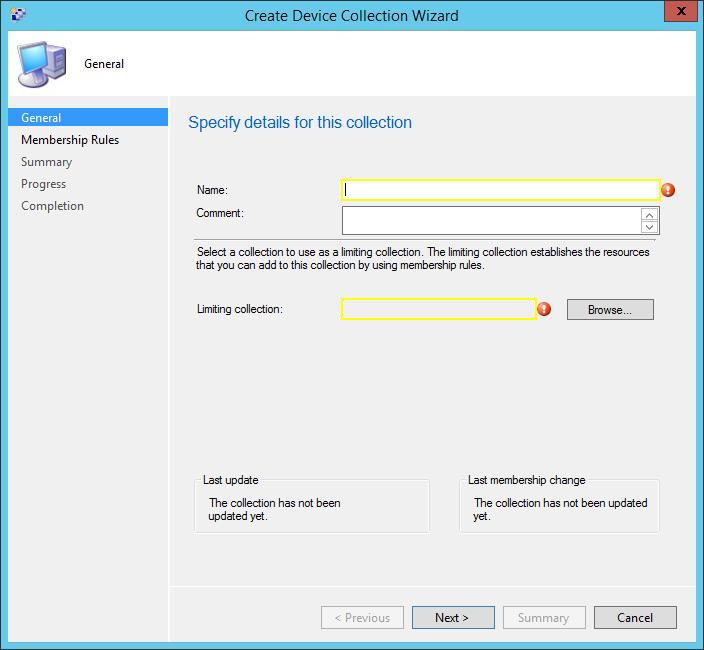 Create Device Collection Wizard
General
General
Membership Rules
Summary
Progress
Completion
Specify details for this collection
Name:
Comment:
Select a collection to use as a limiting collection. The limiting collection establishes the resources
that you can add to this collection by using membership rules.
Limiting collection:
Browse...
Last update
The collection has not been
updated yet.
Last membership change
The collection has not been updated
yet.
< Previous
Next >
Summary
Cancel